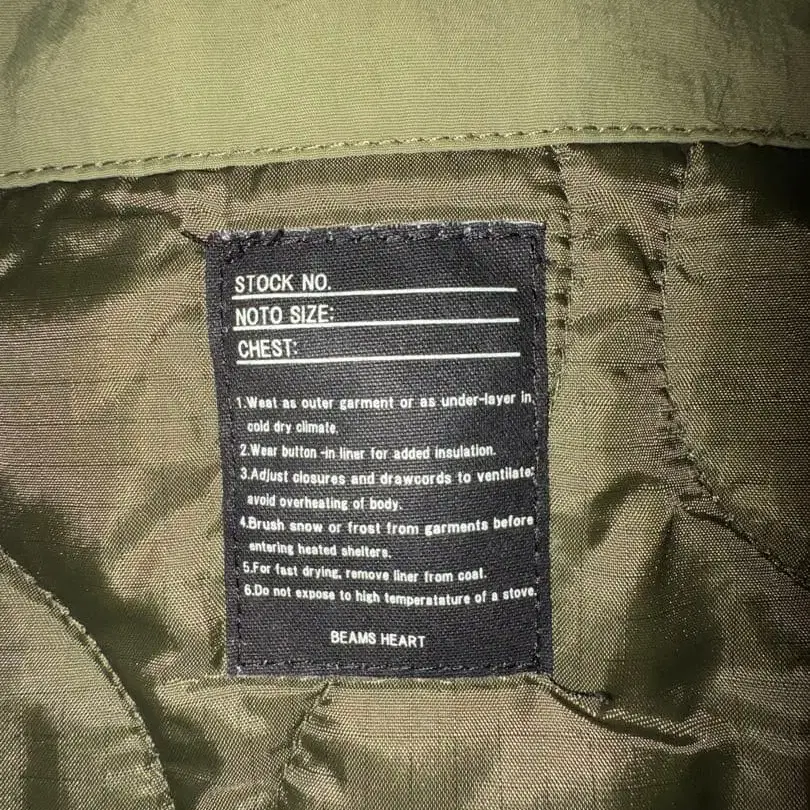 STOCK NO.
NOTO SIZE:
CHEST:
1.Weat as outer garment or as under-layer in
cold dry climate.
2.Wear button -in liner for added insulation.
3.Adjust closures and drawcords to ventilate:
avoid overheating of body.
4.Brush snow or frost from garments before
entering heated shelters.
5.For fast drying, remove liner from coat.
6.Do not expose to high temperatature of a stove.
BEAMS HEART